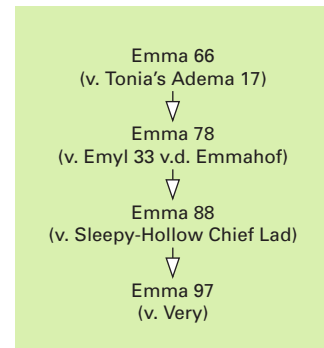 Emma 66
(v. Tonia's Adema 17)
Emma 78
(v. Emyl 33 v.d. Emmahof)
Emma 88
(v. Sleepy-Hollow Chief Lad)
Emma 97
(v. Very)